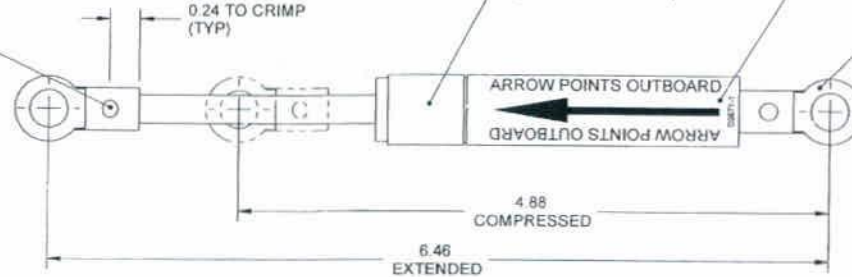 0.24 TO CRIMP
(TYP)
ARROW POINTS OUTBOARD
ARROW POINTS OUTBOARD
4.88
COMPRESSED
6.46
EXTENDED